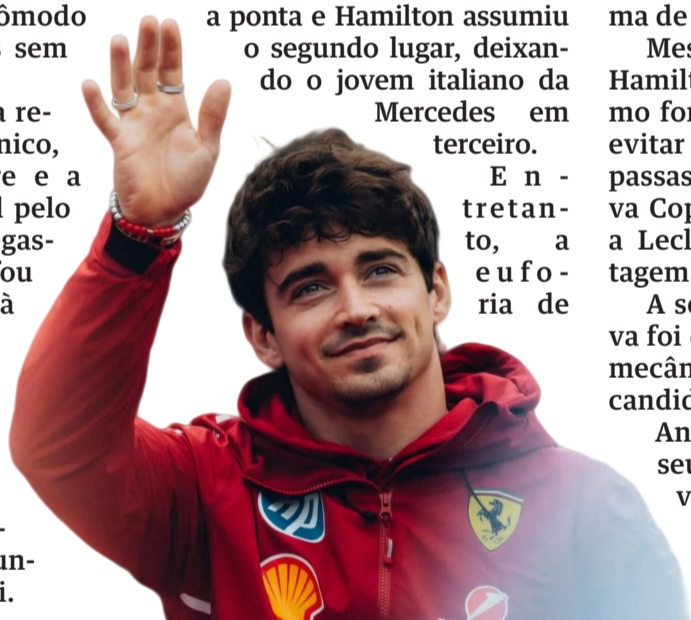 ômodo
sem
a re-
nico,
re e a
l pelo
gas-
ou
à
-
un-
i.
a ponta e Hamilton assumiu
o segundo lugar, deixan-
do o jovem italiano da
Mercedes em
terceiro.
En-
tretan-
to, a
eufo-
ria de
ma de
Mes
Hamilt
mo for
evitar
passas
va Cop
a Lecl
tagem
A s
va foi
mecân
candid
An
seu
v